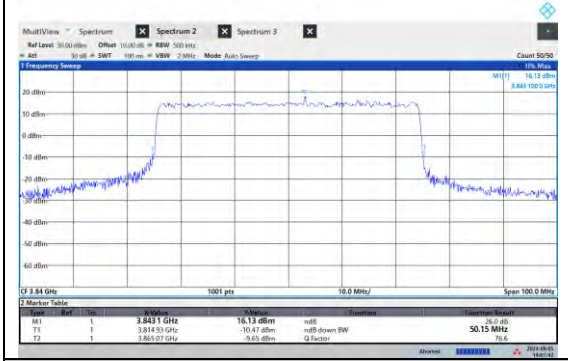 MultiView Spectrum Spectrum 2 Spectrum 3
Ref Level 30.00 dBm Offset 10.00 dB RBW 500 kHz
Att 30 dB SWT 100 ms VBW 2 MHz Mode Auto Sweep Count 50/50
1 Frequency Sweep 1Pk Max
M1[1] 16.13 dBm
3.843 100 0 GHz
20 dBm
10 dBm
0 dBm
-10 dBm
-20 dBm
-30 dBm
-40 dBm
-50 dBm
-60 dBm
CF 3.84 GHz 1001 pts 10.0 MHz/ Span 100.0 MHz
2 Marker Table
Type Ref Trc X-Value Y-Value Function Function Result
M1 1 3.8431 GHz 16.13 dBm ndB 26.0 dB
T1 1 3.81493 GHz -10.47 dBm ndB down BW 50.15 MHz
T2 1 3.86507 GHz -9.65 dBm Q Factor 76.6
Aborted